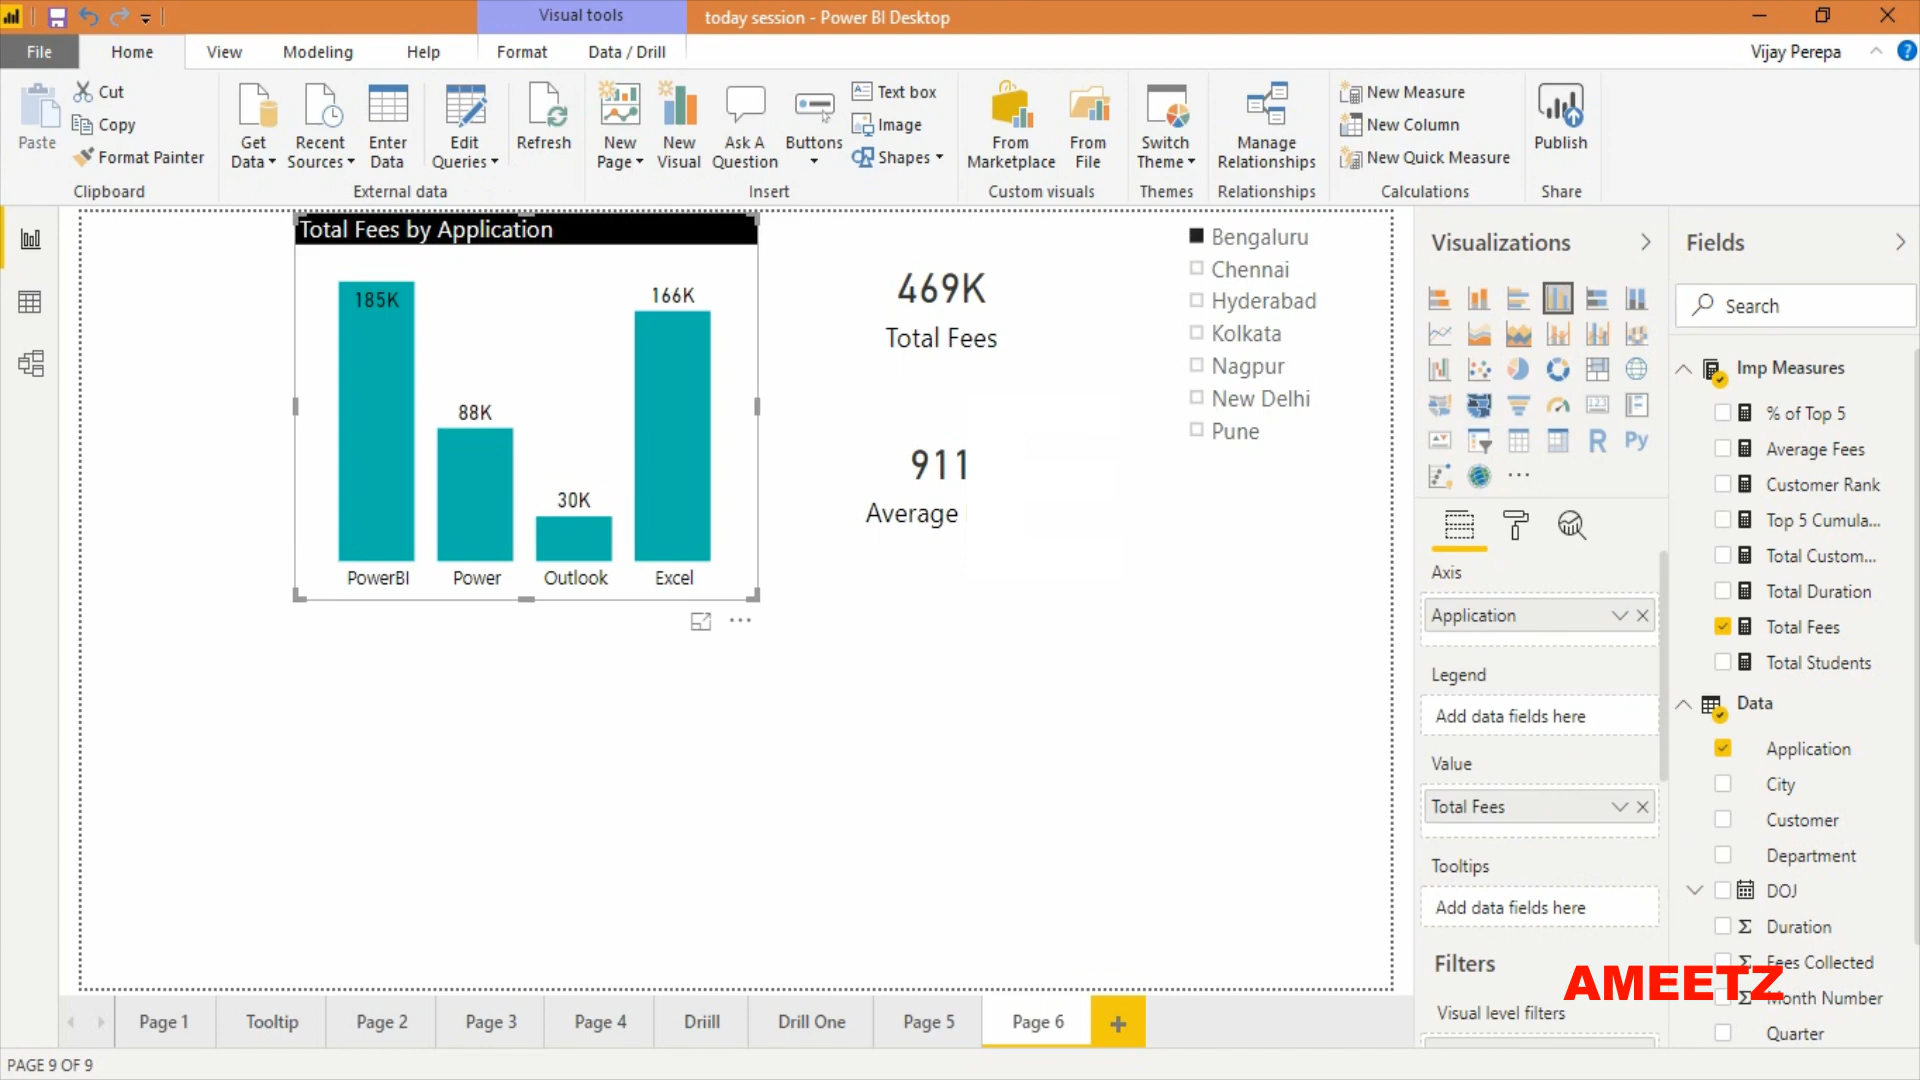 Visual tools
today session - Power BI Desktop
File
Home
View
Modeling
Help
Format
Data / Drill
Vijay Perepa
?
Paste
Cut
Copy
Format Painter
Clipboard
Get Data
Recent Sources
Enter Data
Edit Queries
Refresh
External data
New Page
New Visual
Ask A Question
Buttons
Text box
Image
Shapes
Insert
From Marketplace
From File
Custom visuals
Switch Theme
Themes
Manage Relationships
Relationships
New Measure
New Column
New Quick Measure
Calculations
Publish
Share
Total Fees by Application
185K
88K
30K
166K
PowerBI
Power
Outlook
Excel
469K
Total Fees
911
Average
Bengaluru
Chennai
Hyderabad
Kolkata
Nagpur
New Delhi
Pune
Visualizations
R
Py
Axis
Application
Legend
Add data fields here
Value
Total Fees
Tooltips
Add data fields here
Filters
Visual level filters
Fields
Search
Imp Measures
% of Top 5
Average Fees
Customer Rank
Top 5 Cumula...
Total Custom...
Total Duration
Total Fees
Total Students
Data
Application
City
Customer
Department
DOJ
Σ Duration
Σ Fees Collected
Σ Month Number
Quarter
AMEETZ
Page 1
Tooltip
Page 2
Page 3
Page 4
Driill
Drill One
Page 5
Page 6
PAGE 9 OF 9